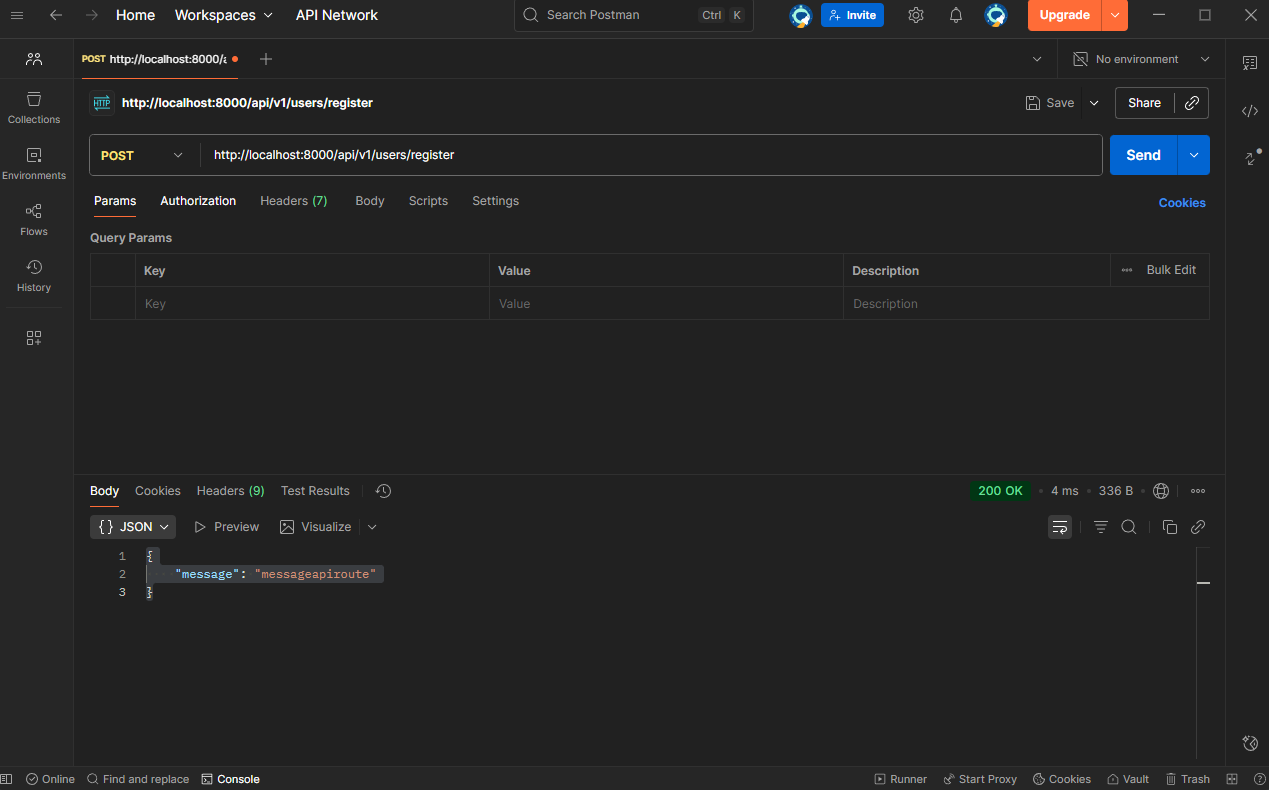 Home Workspaces API Network Search Postman Ctrl K Invite Upgrade
POST http://localhost:8000/a No environment
http://localhost:8000/api/v1/users/register Save Share
Collections
POST http://localhost:8000/api/v1/users/register Send
Environments
Params Authorization Headers (7) Body Scripts Settings Cookies
Flows
Query Params
Key Value Description Bulk Edit
History
Key Value Description
Body Cookies Headers (9) Test Results 200 OK • 4 ms • 336 B •
{} JSON Preview Visualize
1 {
2 "message": "messageapiroute"
3 }
Online Find and replace Console Runner Start Proxy Cookies Vault Trash